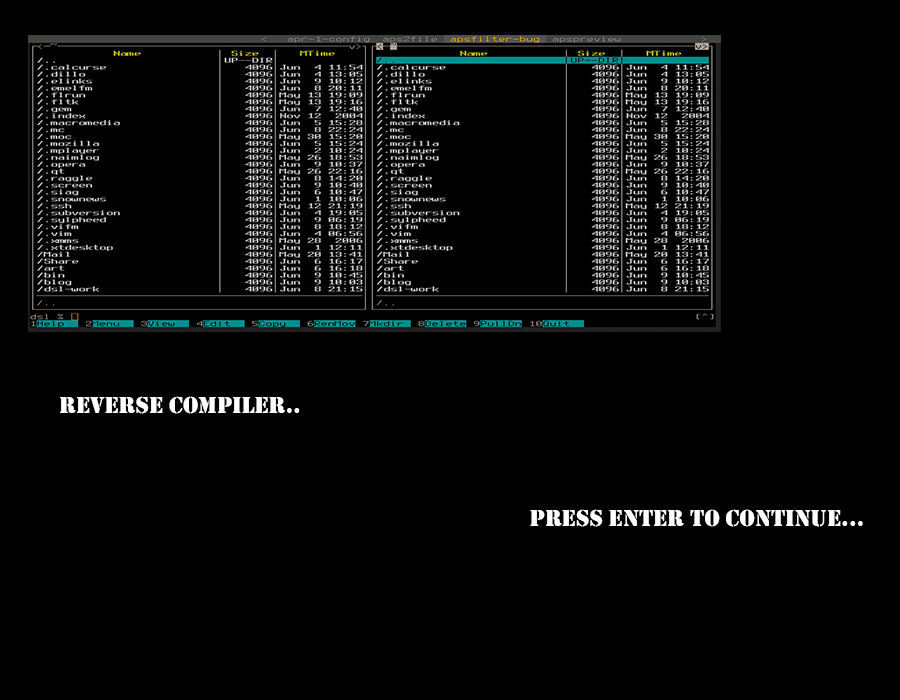 < apr-1-config aps2file apsfilter-bug apspreview >
Name Size MTime Name Size MTime
/.. UP--DIR /.. UP--DIR
/.calcurse 4096 Jun 4 11:54 /.calcurse 4096 Jun 4 11:54
/.dillo 4096 Jun 4 13:05 /.dillo 4096 Jun 4 13:05
/.elinks 4096 Jun 9 10:12 /.elinks 4096 Jun 9 10:12
/.emelfm 4096 Jun 8 20:11 /.emelfm 4096 Jun 8 20:11
/.flrun 4096 May 13 19:09 /.flrun 4096 May 13 19:09
/.fltk 4096 May 13 19:16 /.fltk 4096 May 13 19:16
/.gem 4096 Jun 7 12:40 /.gem 4096 Jun 7 12:40
/.index 4096 Nov 12 2004 /.index 4096 Nov 12 2004
/.macromedia 4096 Jun 5 15:28 /.macromedia 4096 Jun 5 15:28
/.mc 4096 Jun 8 22:24 /.mc 4096 Jun 8 22:24
/.moc 4096 May 30 15:20 /.moc 4096 May 30 15:20
/.mozilla 4096 Jun 5 15:24 /.mozilla 4096 Jun 5 15:24
/.mplayer 4096 Jun 2 10:24 /.mplayer 4096 Jun 2 10:24
/.naimlog 4096 May 26 18:53 /.naimlog 4096 May 26 18:53
/.opera 4096 Jun 9 10:37 /.opera 4096 Jun 9 10:37
/.qt 4096 May 26 22:16 /.qt 4096 May 26 22:16
/.raggle 4096 Jun 8 14:20 /.raggle 4096 Jun 8 14:20
/.screen 4096 Jun 9 10:40 /.screen 4096 Jun 9 10:40
/.siag 4096 Jun 6 10:47 /.siag 4096 Jun 6 10:47
/.snownews 4096 Jun 1 10:06 /.snownews 4096 Jun 1 10:06
/.ssh 4096 May 12 21:19 /.ssh 4096 May 12 21:19
/.subversion 4096 Jun 4 19:05 /.subversion 4096 Jun 4 19:05
/.sylpheed 4096 Jun 9 06:19 /.sylpheed 4096 Jun 9 06:19
/.vifm 4096 Jun 8 18:12 /.vifm 4096 Jun 8 18:12
/.vim 4096 Jun 4 06:56 /.vim 4096 Jun 4 06:56
/.xmms 4096 May 28 2006 /.xmms 4096 May 28 2006
/.xtdesktop 4096 Jun 1 12:11 /.xtdesktop 4096 Jun 1 12:11
/Mail 4096 May 20 13:41 /Mail 4096 May 20 13:41
/Share 4096 Jun 6 16:17 /Share 4096 Jun 6 16:17
/art 4096 Jun 6 16:18 /art 4096 Jun 6 16:18
/bin 4096 Jun 9 10:45 /bin 4096 Jun 9 10:45
/blog 4096 Jun 9 10:03 /blog 4096 Jun 9 10:03
/dsl-work 4096 Jun 8 21:15 /dsl-work 4096 Jun 8 21:15
/.. /..
dsl % [^]
1Help 2Menu 3View 4Edit 5Copy 6RenMov 7Mkdir 8Delete 9PullDn 10Quit
REVERSE COMPILER..
PRESS ENTER TO CONTINUE...